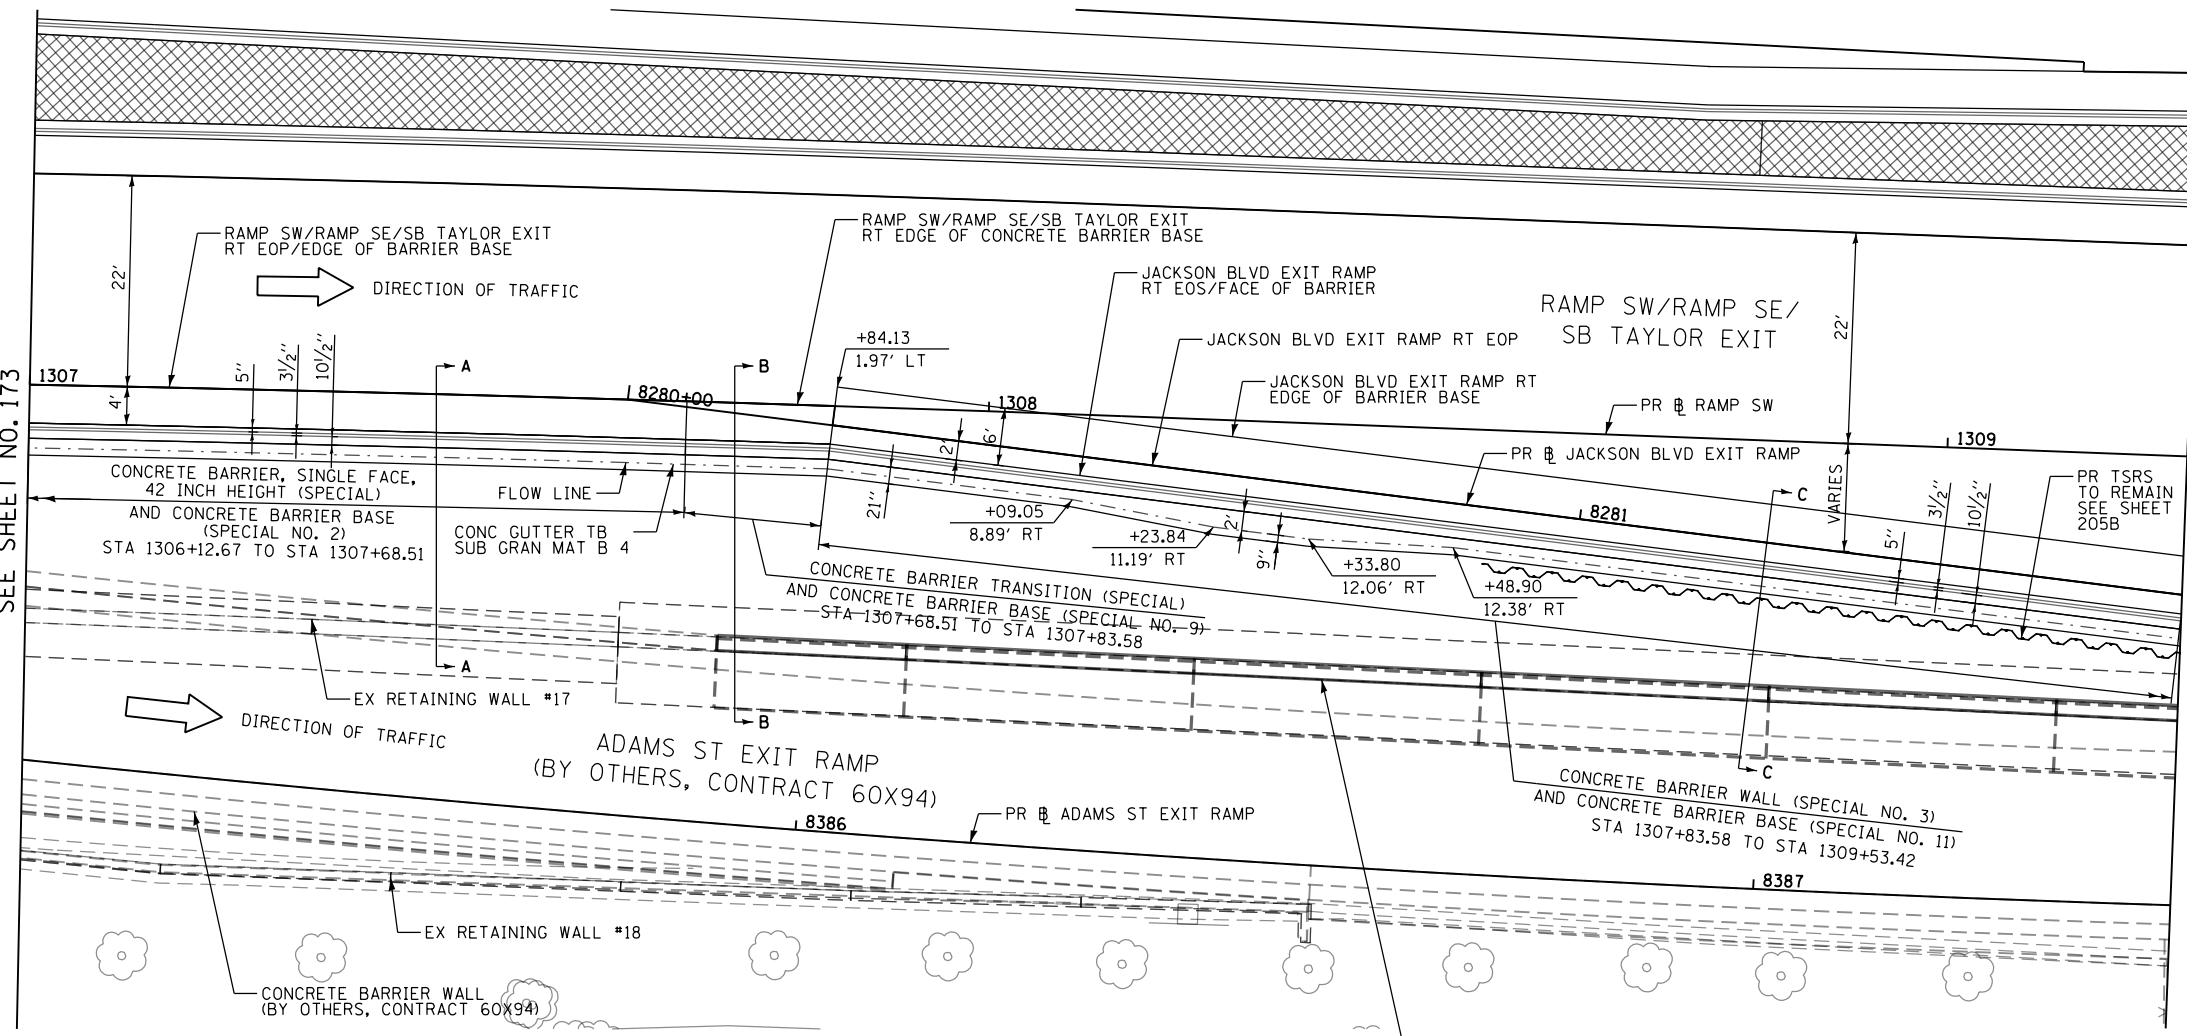 SEE SHEET NO. 173
RAMP SW/RAMP SE/SB TAYLOR EXIT
RT EOP/EDGE OF BARRIER BASE
DIRECTION OF TRAFFIC
22'
RAMP SW/RAMP SE/SB TAYLOR EXIT
RT EDGE OF CONCRETE BARRIER BASE
JACKSON BLVD EXIT RAMP
RT EOS/FACE OF BARRIER
RAMP SW/RAMP SE/
SB TAYLOR EXIT
22'
+84.13
1.97' LT
JACKSON BLVD EXIT RAMP RT EOP
JACKSON BLVD EXIT RAMP RT
EDGE OF BARRIER BASE
PR BL RAMP SW
1307
4'
5"
3½"
10½"
A
B
8280+00
1308
1309
2'
6'
PR BL JACKSON BLVD EXIT RAMP
VARIES
C
PR TSRS
TO REMAIN
SEE SHEET
205B
CONCRETE BARRIER, SINGLE FACE,
42 INCH HEIGHT (SPECIAL)
AND CONCRETE BARRIER BASE
(SPECIAL NO. 2)
STA 1306+12.67 TO STA 1307+68.51
FLOW LINE
CONC GUTTER TB
SUB GRAN MAT B 4
21"
+09.05
8.89' RT
+23.84
11.19' RT
2'
9"
+33.80
12.06' RT
+48.90
12.38' RT
8281
5"
3½"
10½"
CONCRETE BARRIER TRANSITION (SPECIAL)
AND CONCRETE BARRIER BASE (SPECIAL NO. 9)
STA 1307+68.51 TO STA 1307+83.58
A
B
C
EX RETAINING WALL #17
DIRECTION OF TRAFFIC
ADAMS ST EXIT RAMP
(BY OTHERS, CONTRACT 60X94)
CONCRETE BARRIER WALL (SPECIAL NO. 3)
AND CONCRETE BARRIER BASE (SPECIAL NO. 11)
STA 1307+83.58 TO STA 1309+53.42
8386
PR BL ADAMS ST EXIT RAMP
8387
EX RETAINING WALL #18
CONCRETE BARRIER WALL
(BY OTHERS, CONTRACT 60X94)